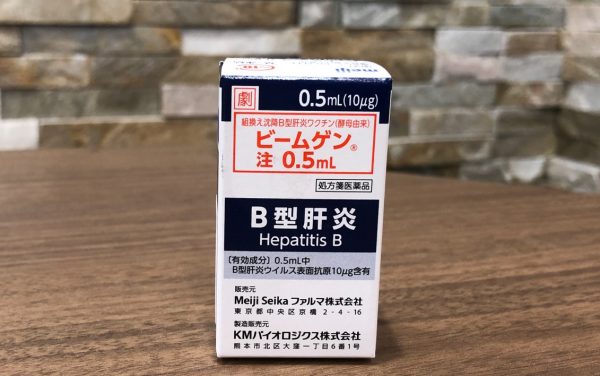 meiji
劇
0.5mL(10μg)
組換え沈降B型肝炎ワクチン(酵母由来)
ビームゲン®
注 0.5mL
処方箋医薬品
B型肝炎
Hepatitis B
〔有効成分〕 0.5mL中
B型肝炎ウイルス表面抗原10μg含有
販売元
Meiji Seika ファルマ株式会社
東京都中央区京橋 2-4-16
製造販売元
KMバイオロジクス株式会社
熊本市北区大窪一丁目6番1号